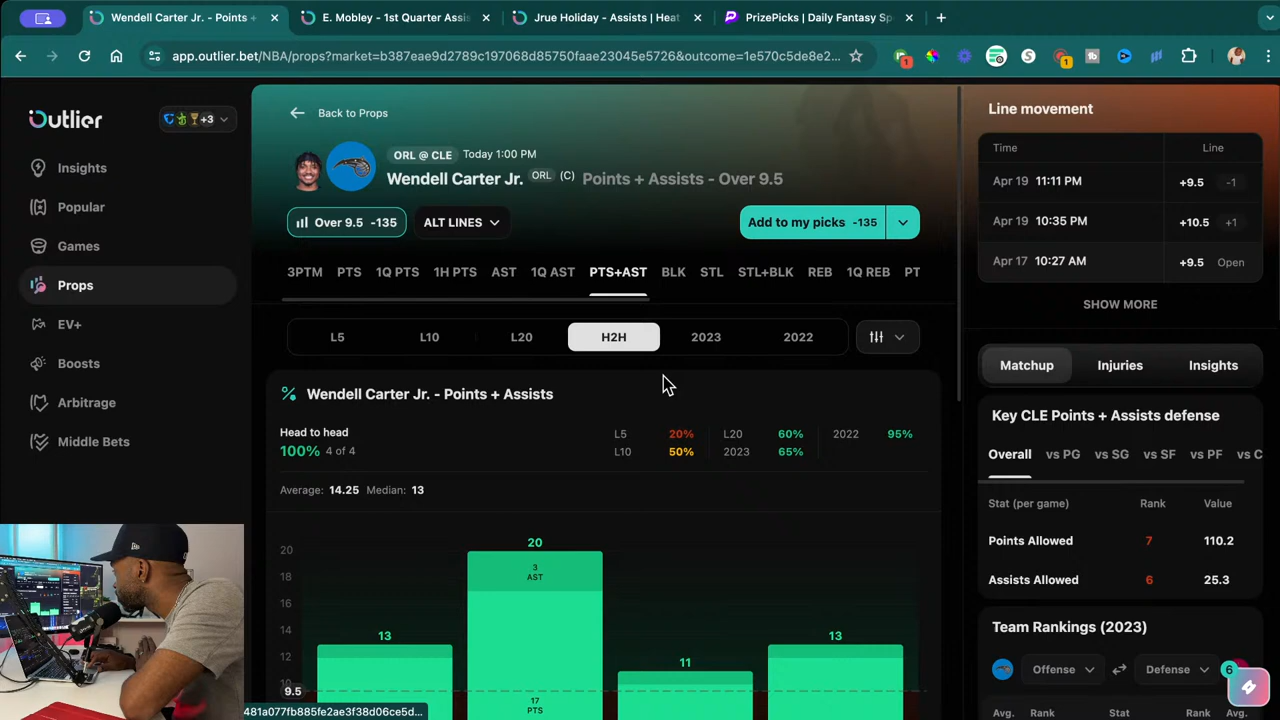 Wendell Carter Jr. - Points +
E. Mobley - 1st Quarter Assis
Jrue Holiday - Assists | Heat
PrizePicks | Daily Fantasy Sp
app.outlier.bet/NBA/props?market=b387eae9d2789c197068d85750faae23045e5726&outcome=1e570c5de8e2...
1
1
Outlier
+3
Insights
Popular
Games
Props
EV+
Boosts
Arbitrage
Middle Bets
Back to Props
ORL @ CLE Today 1:00 PM
Wendell Carter Jr. ORL (C) Points + Assists - Over 9.5
Over 9.5 -135 ALT LINES
Add to my picks -135
3PTM PTS 1Q PTS 1H PTS AST 1Q AST PTS+AST BLK STL STL+BLK REB 1Q REB PT
L5 L10 L20 H2H 2023 2022
Wendell Carter Jr. - Points + Assists
Head to head
100% 4 of 4
L5 20% L20 60% 2022 95%
L10 50% 2023 65%
Average: 14.25 Median: 13
20
18
16
14
12
9.5
13
20
3
AST
17
PTS
11
13
481a077fb885fe2ae3f38d06ce5d...
Line movement
Time Line
Apr 19 11:11 PM +9.5 -1
Apr 19 10:35 PM +10.5 +1
Apr 17 10:27 AM +9.5 Open
SHOW MORE
Matchup Injuries Insights
Key CLE Points + Assists defense
Overall vs PG vs SG vs SF vs PF vs C
Stat (per game) Rank Value
Points Allowed 7 110.2
Assists Allowed 6 25.3
Team Rankings (2023)
Offense Defense 6
Avg. Rank Rank Avg.